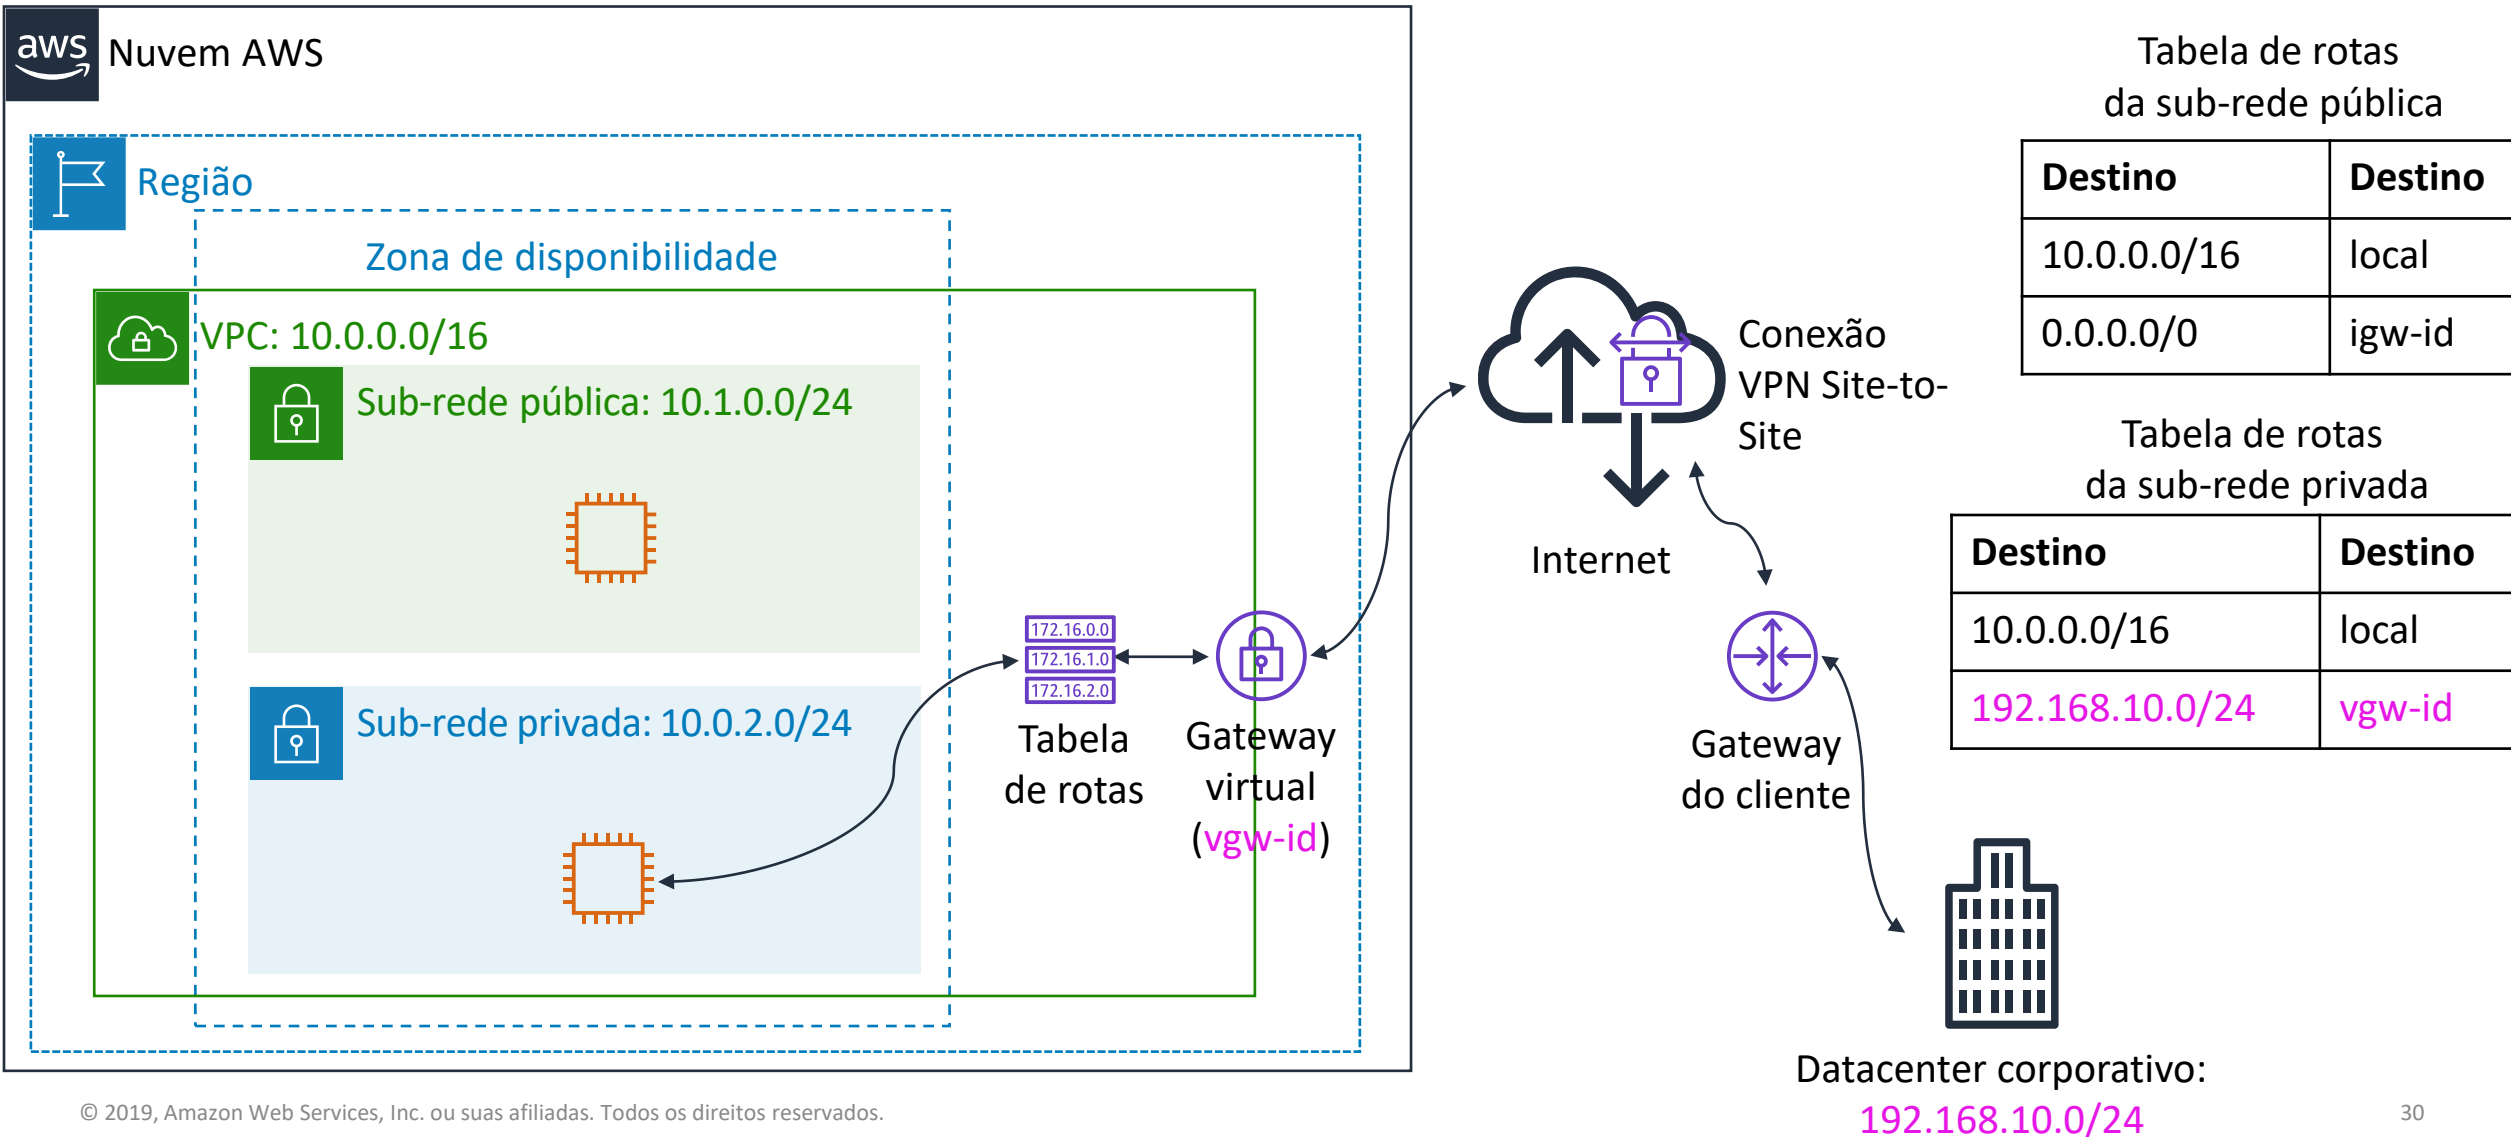 aws
Nuvem AWS
Região
Zona de disponibilidade
VPC: 10.0.0.0/16
Sub-rede pública: 10.1.0.0/24
Sub-rede privada: 10.0.2.0/24
172.16.0.0
172.16.1.0
172.16.2.0
Tabela
de rotas
Gateway
virtual
(vgw-id)
Conexão
VPN Site-to-
Site
Internet
Gateway
do cliente
Datacenter corporativo:
192.168.10.0/24
Tabela de rotas
da sub-rede pública
Destino Destino
10.0.0.0/16 local
0.0.0.0/0 igw-id
Tabela de rotas
da sub-rede privada
Destino Destino
10.0.0.0/16 local
192.168.10.0/24 vgw-id
© 2019, Amazon Web Services, Inc. ou suas afiliadas. Todos os direitos reservados.
30